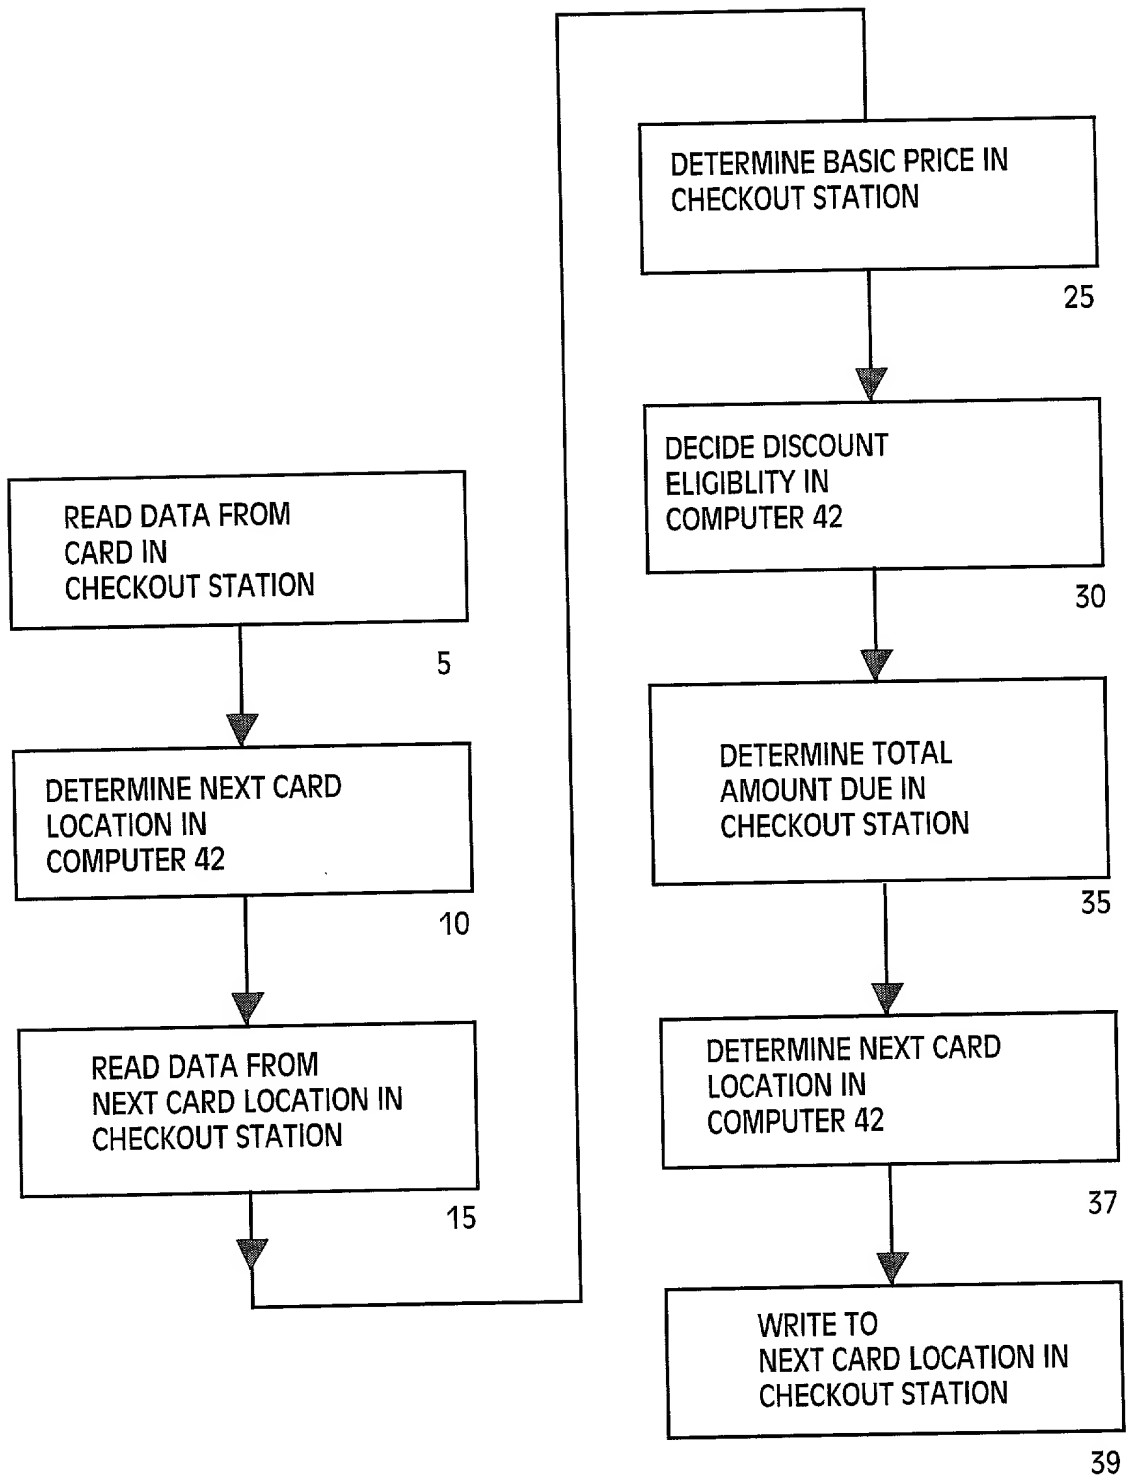 READ DATA FROM
CARD IN
CHECKOUT STATION
5
DETERMINE NEXT CARD
LOCATION IN
COMPUTER 42
10
READ DATA FROM
NEXT CARD LOCATION IN
CHECKOUT STATION
15
DETERMINE BASIC PRICE IN
CHECKOUT STATION
25
DECIDE DISCOUNT
ELIGIBLITY IN
COMPUTER 42
30
DETERMINE TOTAL
AMOUNT DUE IN
CHECKOUT STATION
35
DETERMINE NEXT CARD
LOCATION IN
COMPUTER 42
37
WRITE TO
NEXT CARD LOCATION IN
CHECKOUT STATION
39